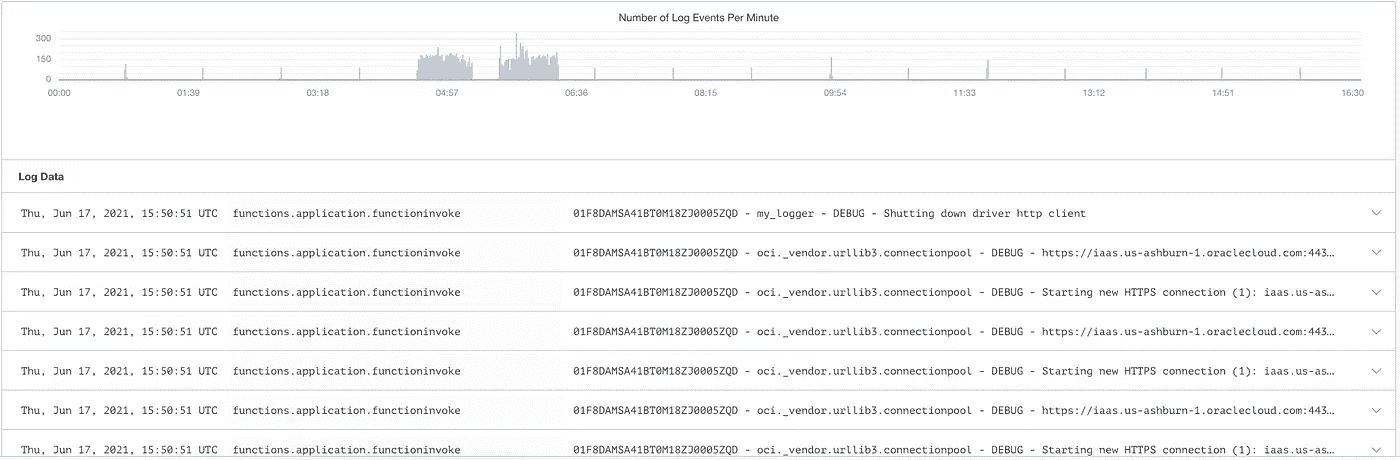 Number of Log Events Per Minute
300
150
0
00:00 01:39 03:18 04:57 06:36 08:15 09:54 11:33 13:12 14:51 16:30
Log Data
Thu, Jun 17, 2021, 15:50:51 UTC functions.application.functioninvoke 01F8DAMSA41BT0M18ZJ0005ZQD - my_logger - DEBUG - Shutting down driver http client
Thu, Jun 17, 2021, 15:50:51 UTC functions.application.functioninvoke 01F8DAMSA41BT0M18ZJ0005ZQD - oci._vendor.urllib3.connectionpool - DEBUG - https://iaas.us-ashburn-1.oraclecloud.com:443…
Thu, Jun 17, 2021, 15:50:51 UTC functions.application.functioninvoke 01F8DAMSA41BT0M18ZJ0005ZQD - oci._vendor.urllib3.connectionpool - DEBUG - Starting new HTTPS connection (1): iaas.us-as…
Thu, Jun 17, 2021, 15:50:51 UTC functions.application.functioninvoke 01F8DAMSA41BT0M18ZJ0005ZQD - oci._vendor.urllib3.connectionpool - DEBUG - https://iaas.us-ashburn-1.oraclecloud.com:443…
Thu, Jun 17, 2021, 15:50:51 UTC functions.application.functioninvoke 01F8DAMSA41BT0M18ZJ0005ZQD - oci._vendor.urllib3.connectionpool - DEBUG - Starting new HTTPS connection (1): iaas.us-as…
Thu, Jun 17, 2021, 15:50:51 UTC functions.application.functioninvoke 01F8DAMSA41BT0M18ZJ0005ZQD - oci._vendor.urllib3.connectionpool - DEBUG - https://iaas.us-ashburn-1.oraclecloud.com:443…
Thu, Jun 17, 2021, 15:50:51 UTC functions.application.functioninvoke 01F8DAMSA41BT0M18ZJ0005ZQD - oci._vendor.urllib3.connectionpool - DEBUG - Starting new HTTPS connection (1): iaas.us-as…